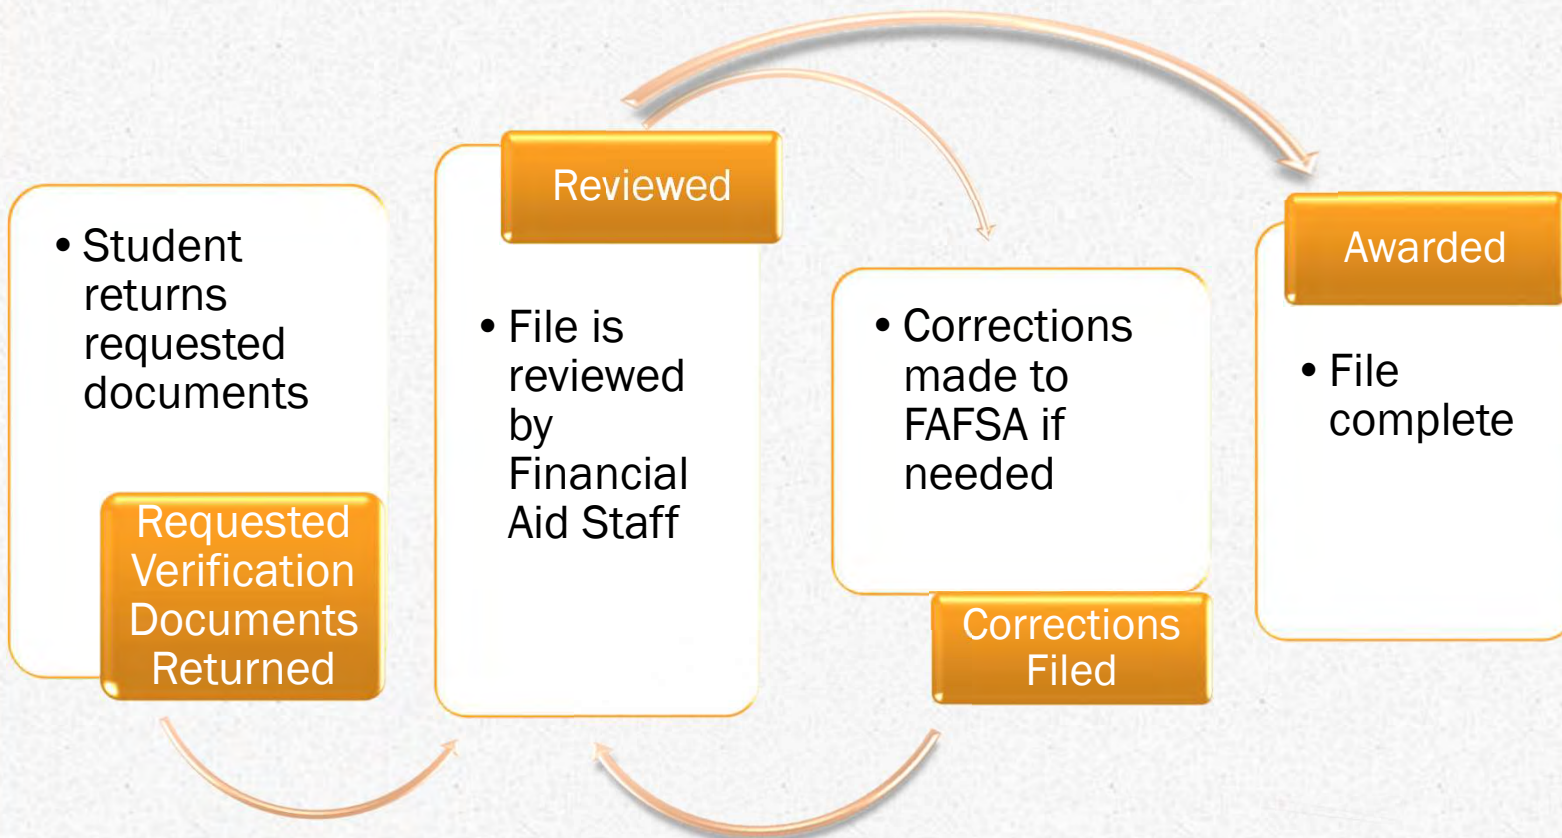 • Student
returns
requested
documents
Requested
Verification
Documents
Returned
Reviewed
• File is
reviewed
by
Financial
Aid Staff
• Corrections
made to
FAFSA if
needed
Corrections
Filed
Awarded
• File
complete